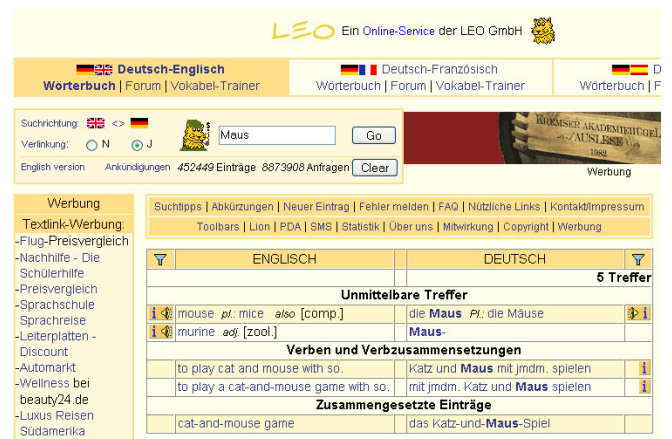 LEO Ein Online-Service der LEO GmbH
Deutsch-Englisch
Wörterbuch | Forum | Vokabel-Trainer
Deutsch-Französisch
Wörterbuch | Forum | Vokabel-Trainer
D
Wörterbuch | F
Suchrichtung: <>
Maus Go
Verlinkung: N J
English version Ankündigungen 452449 Einträge 8873908 Anfragen Clear
KREMSER AKADEMIEHÜGEL
AUSLESE
1982
Werbung
Werbung
Textlink-Werbung:
-Flug-Preisvergleich
-Nachhilfe - Die
Schülerhilfe
-Preisvergleich
-Sprachschule
Sprachreise
-Leiterplatten -
Discount
-Automarkt
-Wellness bei
beauty24.de
-Luxus Reisen
Südamerika
Suchtipps | Abkürzungen | Neuer Eintrag | Fehler melden | FAQ | Nützliche Links | Kontakt/Impressum
Toolbars | Lion | PDA | SMS | Statistik | Über uns | Mitwirkung | Copyright | Werbung
ENGLISCH DEUTSCH
5 Treffer
Unmittelbare Treffer
mouse pl.: mice also [comp.] die Maus Pl.: die Mäuse
murine adj. [zool.] Maus-
Verben und Verbzusammensetzungen
to play cat and mouse with so. Katz und Maus mit jmdm. spielen
to play a cat-and-mouse game with so. mit jmdm. Katz und Maus spielen
Zusammengesetzte Einträge
cat-and-mouse game das Katz-und-Maus-Spiel